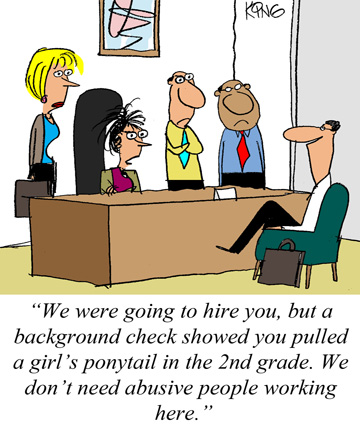 KING
“We were going to hire you, but a
background check showed you pulled
a girl’s ponytail in the 2nd grade. We
don’t need abusive people working
here.”